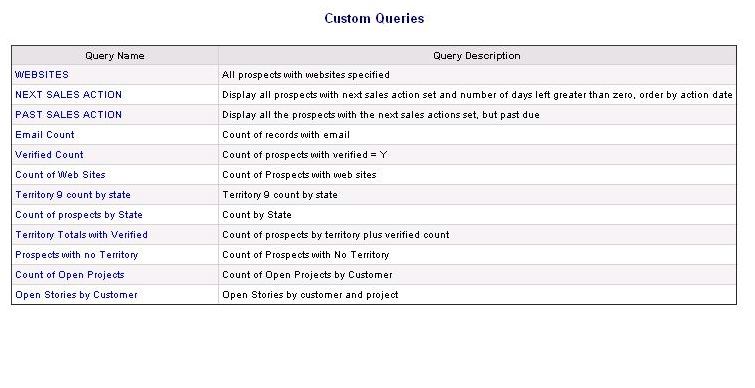 Custom Queries
Query Name Query Description
WEBSITES All prospects with websites specified
NEXT SALES ACTION Display all prospects with next sales action set and number of days left greater than zero, order by action date
PAST SALES ACTION Display all the prospects with the next sales actions set, but past due
Email Count Count of records with email
Verified Count Count of prospects with verified = Y
Count of Web Sites Count of Prospects with web sites
Territory 9 count by state Territory 9 count by state
Count of prospects by State Count by State
Territory Totals with Verified Count of prospects by territory plus verified count
Prospects with no Territory Count of Prospects with No Territory
Count of Open Projects Count of Open Projects by Customer
Open Stories by Customer Open Stories by customer and project